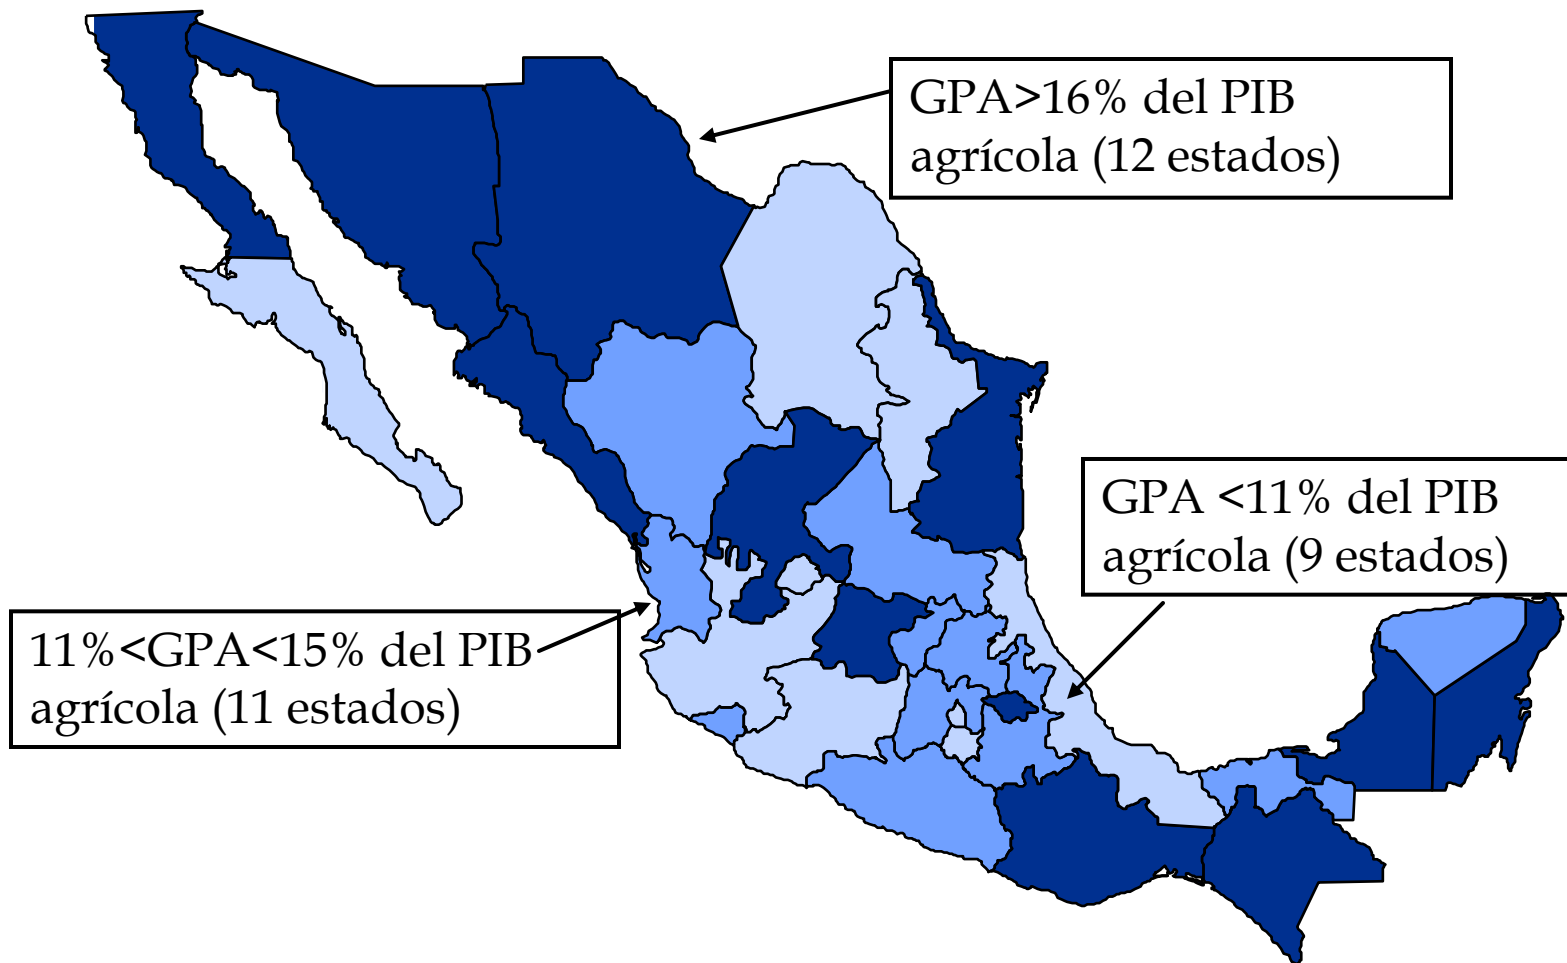 GPA>16% del PIB
agrícola (12 estados)
GPA <11% del PIB
agrícola (9 estados)
11%<GPA<15% del PIB
agrícola (11 estados)